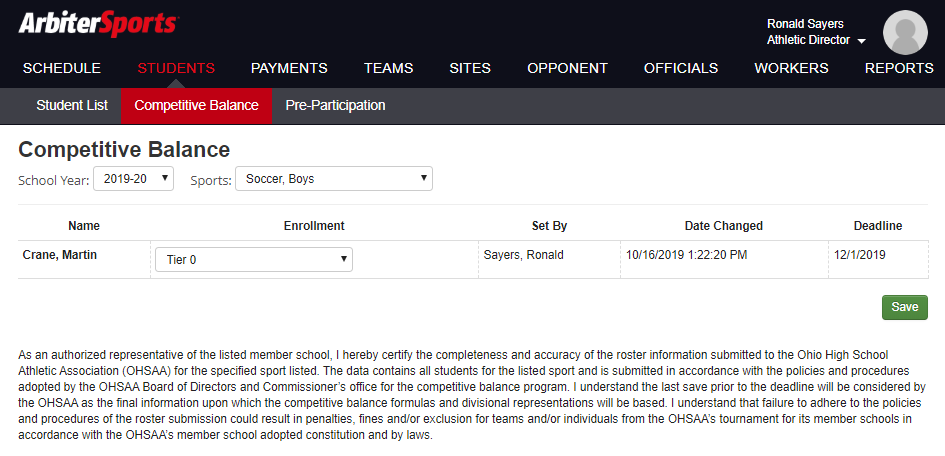 ArbiterSports
Ronald Sayers
Athletic Director
SCHEDULE STUDENTS PAYMENTS TEAMS SITES OPPONENT OFFICIALS WORKERS REPORTS
Student List Competitive Balance Pre-Participation
Competitive Balance
School Year: 2019-20 Sports: Soccer, Boys
Name Enrollment Set By Date Changed Deadline
Crane, Martin Tier 0 Sayers, Ronald 10/16/2019 1:22:20 PM 12/1/2019
Save
As an authorized representative of the listed member school, I hereby certify the completeness and accuracy of the roster information submitted to the Ohio High School
Athletic Association (OHSAA) for the specified sport listed. The data contains all students for the listed sport and is submitted in accordance with the policies and procedures
adopted by the OHSAA Board of Directors and Commissioner's office for the competitive balance program. I understand the last save prior to the deadline will be considered by
the OHSAA as the final information upon which the competitive balance formulas and divisional representations will be based. I understand that failure to adhere to the policies
and procedures of the roster submission could result in penalties, fines and/or exclusion for teams and/or individuals from the OHSAA's tournament for its member schools in
accordance with the OHSAA's member school adopted constitution and by laws.